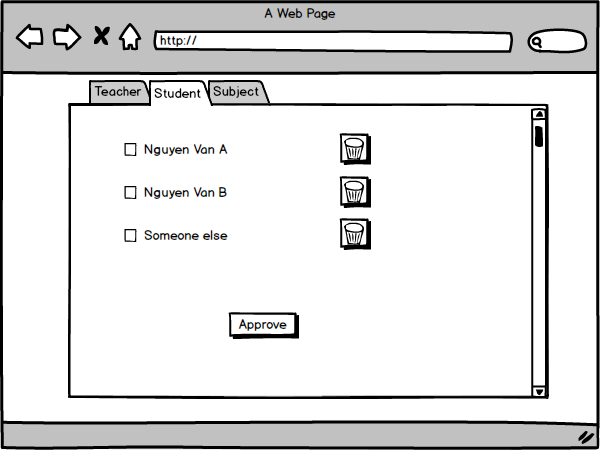 A Web Page
http://
Teacher
Student
Subject
Nguyen Van A
Nguyen Van B
Someone else
Approve